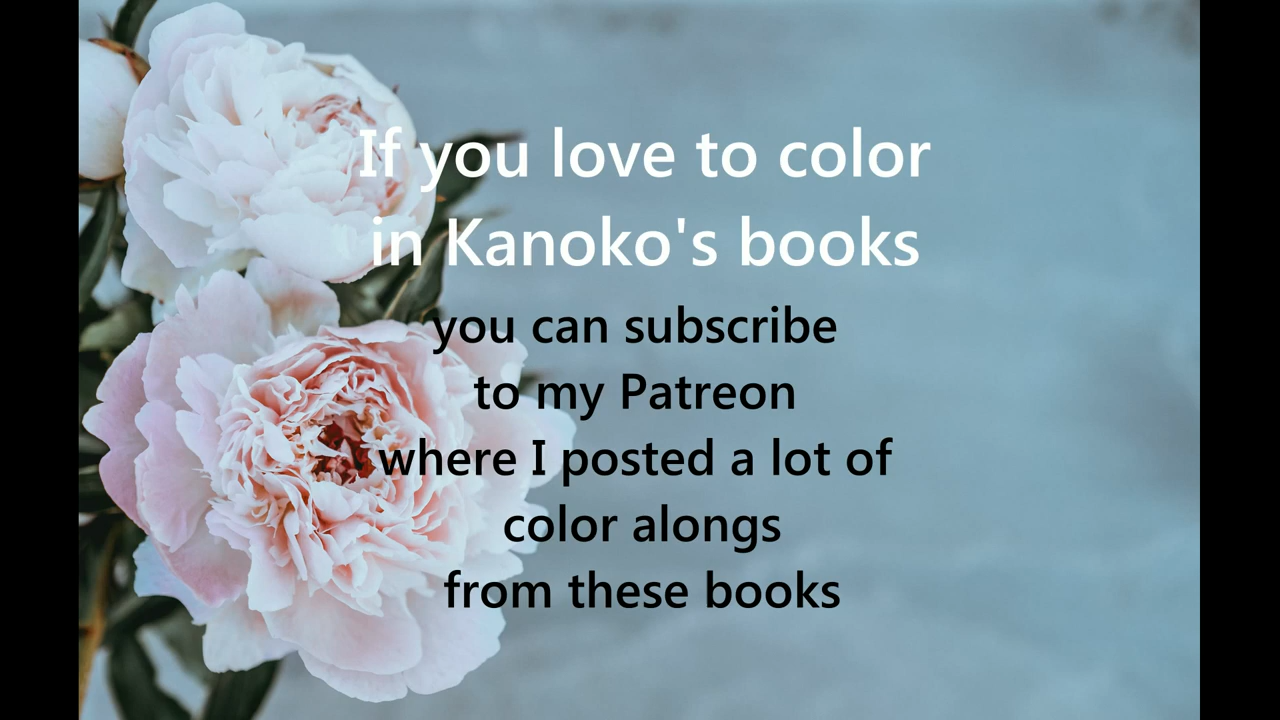 If you love to color
in Kanoko's books
you can subscribe
to my Patreon
where I posted a lot of
color alongs
from these books